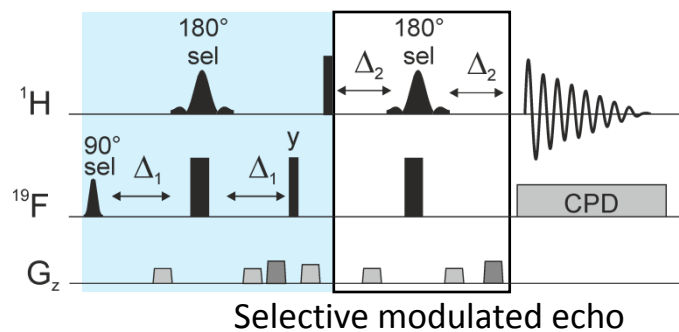 180°
sel
180°
sel
Δ₂
Δ₂
¹H
90°
sel
Δ₁
Δ₁
y
¹⁹F
CPD
G_z
Selective modulated echo